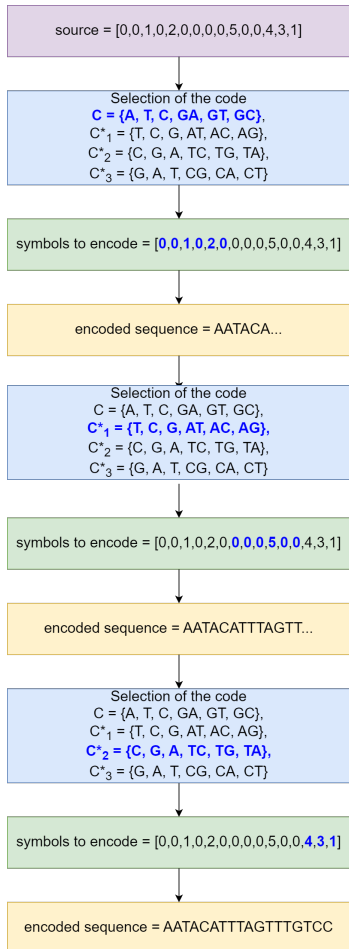 source = [0,0,1,0,2,0,0,0,0,5,0,0,4,3,1]
Selection of the code
C = {A, T, C, GA, GT, GC},
C*1 = {T, C, G, AT, AC, AG},
C*2 = {C, G, A, TC, TG, TA},
C*3 = {G, A, T, CG, CA, CT}
symbols to encode = [0,0,1,0,2,0,0,0,0,5,0,0,4,3,1]
encoded sequence = AATACA...
Selection of the code
C = {A, T, C, GA, GT, GC},
C*1 = {T, C, G, AT, AC, AG},
C*2 = {C, G, A, TC, TG, TA},
C*3 = {G, A, T, CG, CA, CT}
symbols to encode = [0,0,1,0,2,0,0,0,0,5,0,0,4,3,1]
encoded sequence = AATACATTTAGTT...
Selection of the code
C = {A, T, C, GA, GT, GC},
C*1 = {T, C, G, AT, AC, AG},
C*2 = {C, G, A, TC, TG, TA},
C*3 = {G, A, T, CG, CA, CT}
symbols to encode = [0,0,1,0,2,0,0,0,0,5,0,0,4,3,1]
encoded sequence = AATACATTTAGTTTGTCC